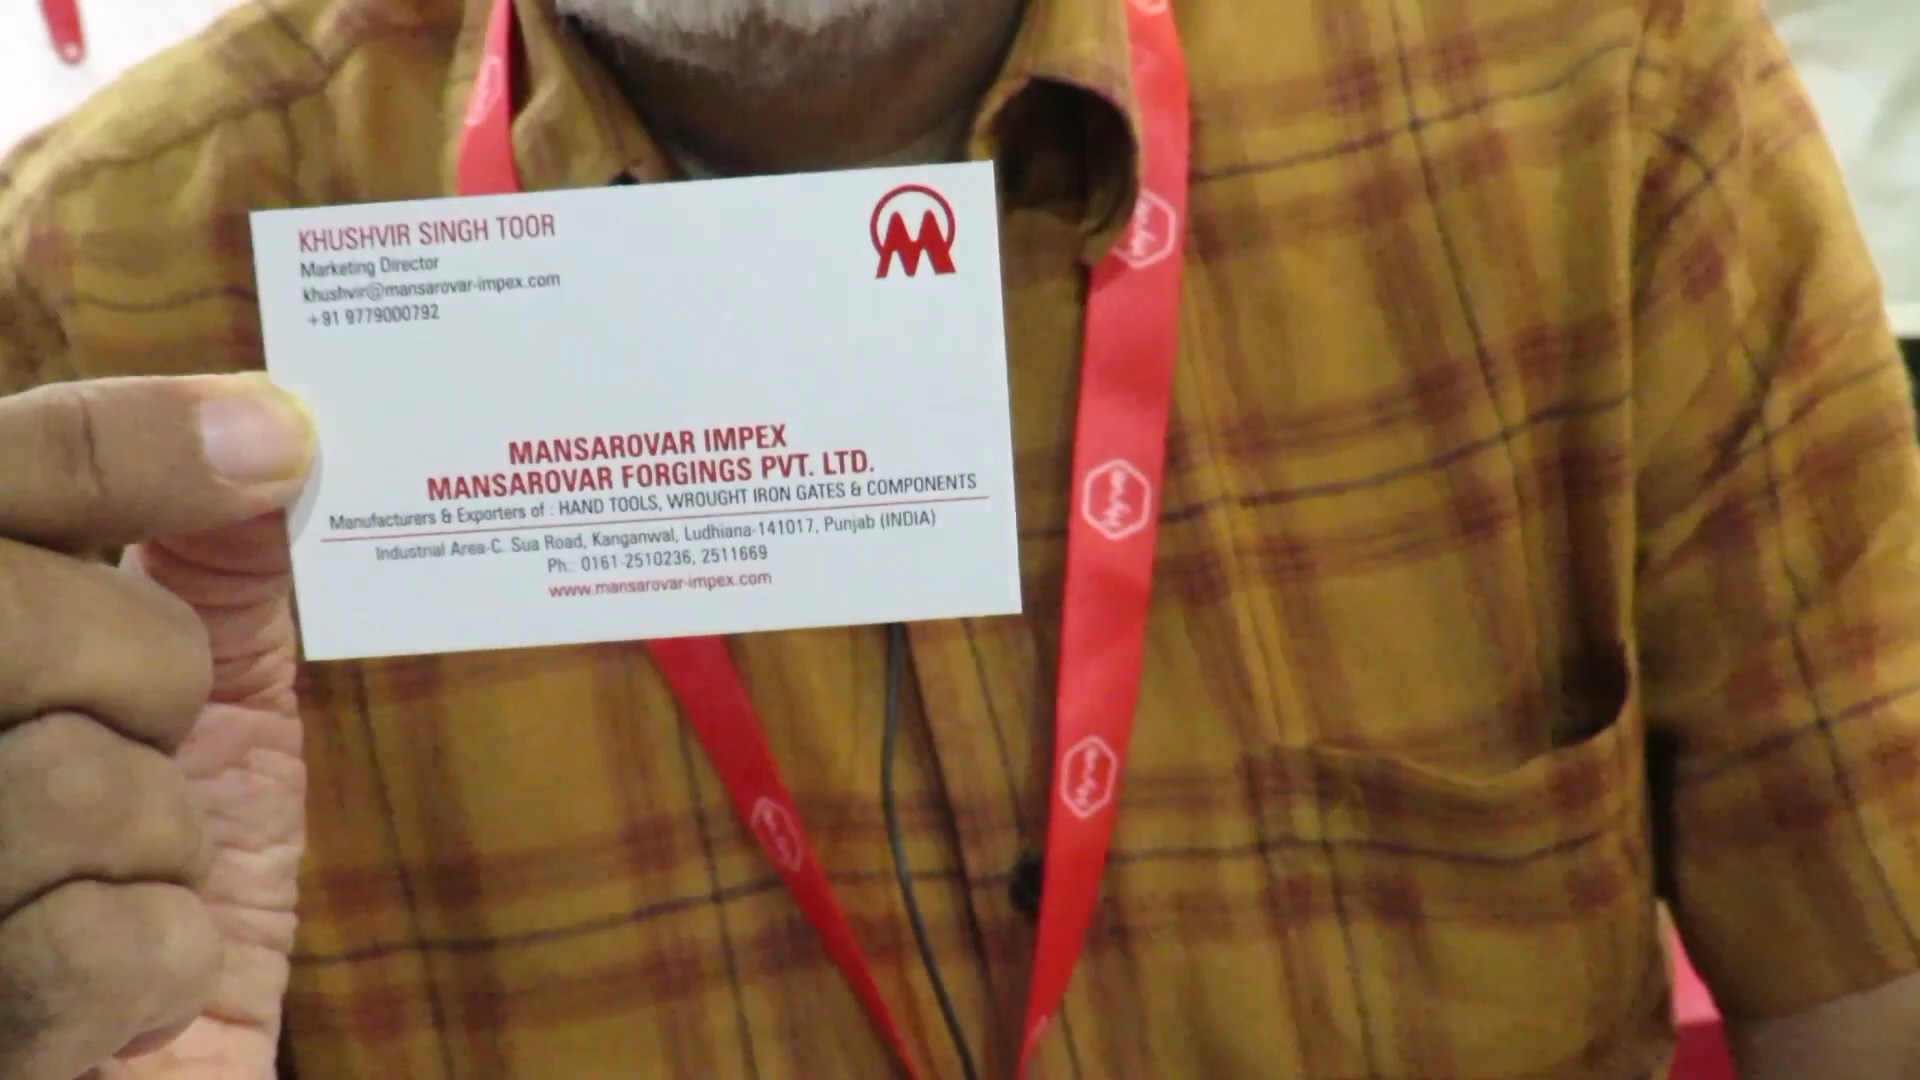 KHUSHVIR SINGH TOOR
Marketing Director
khushvir@mansarovar-impex.com
+91 9779000792
MANSAROVAR IMPEX
MANSAROVAR FORGINGS PVT. LTD.
Manufacturers & Exporters of : HAND TOOLS, WROUGHT IRON GATES & COMPONENTS
Industrial Area-C. Sua Road, Kanganwal, Ludhiana-141017, Punjab (INDIA)
Ph.: 0161-2510236, 2511669
www.mansarovar-impex.com